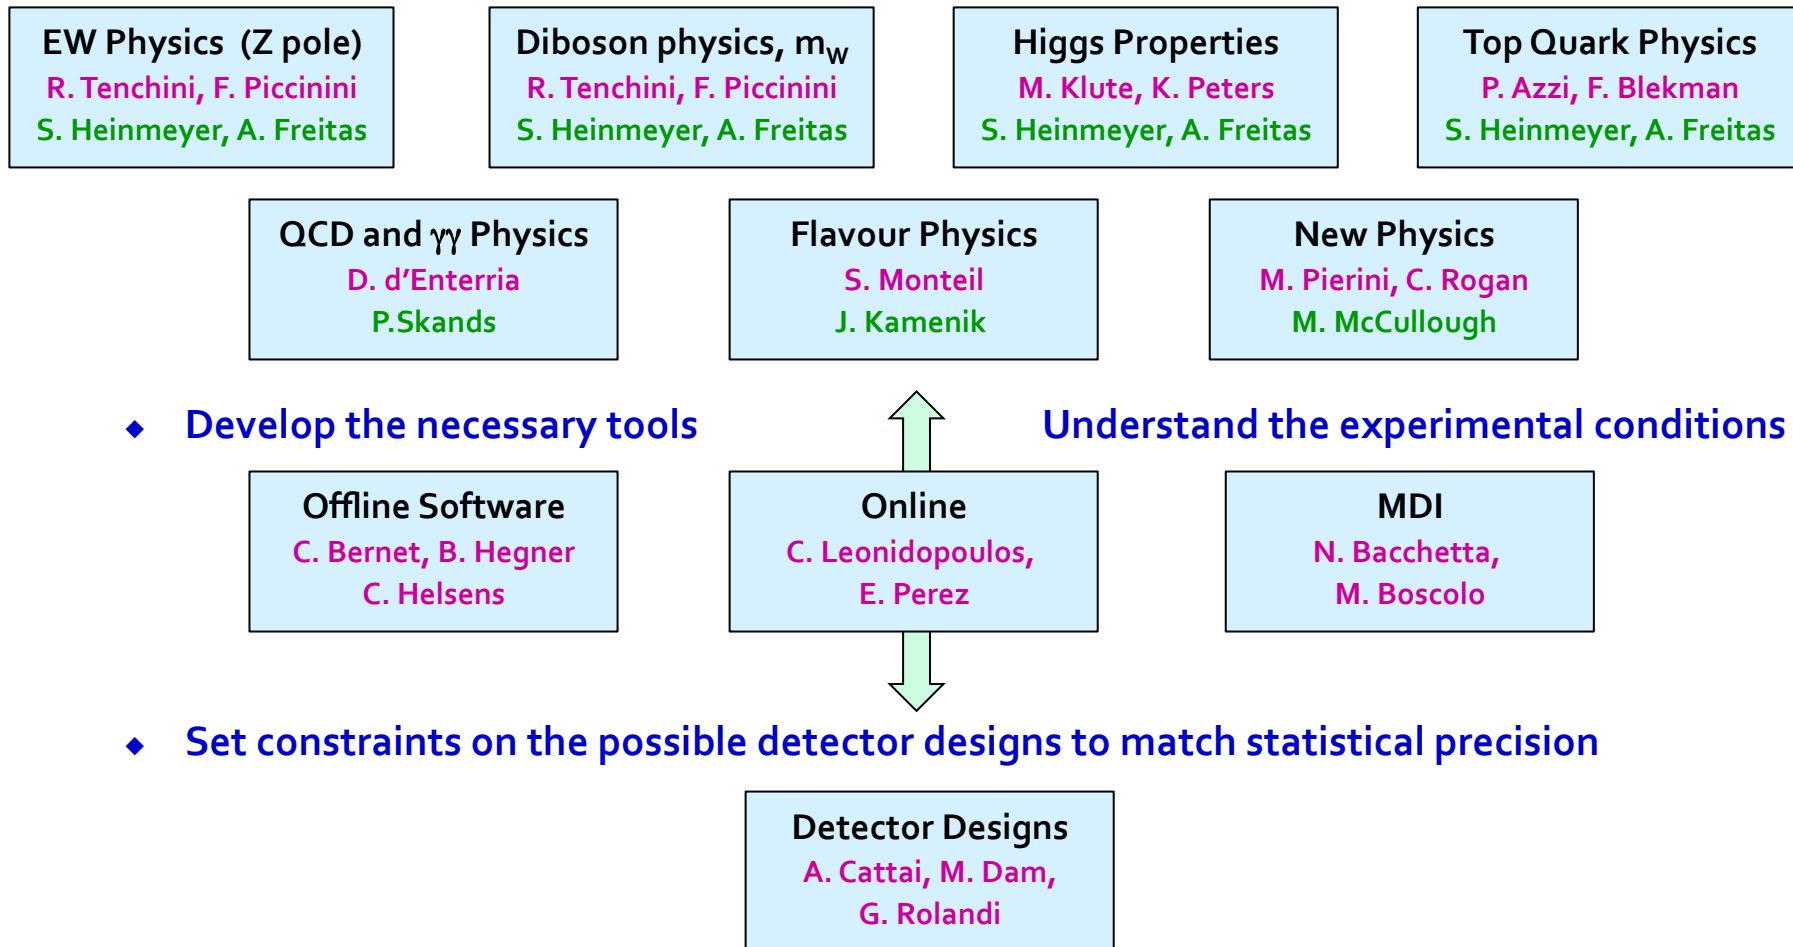 EW Physics (Z pole)
R. Tenchini, F. Piccinini
S. Heinmeyer, A. Freitas
Diboson physics, mW
R. Tenchini, F. Piccinini
S. Heinmeyer, A. Freitas
Higgs Properties
M. Klute, K. Peters
S. Heinmeyer, A. Freitas
Top Quark Physics
P. Azzi, F. Blekman
S. Heinmeyer, A. Freitas
QCD and γγ Physics
D. d’Enterria
P.Skands
Flavour Physics
S. Monteil
J. Kamenik
New Physics
M. Pierini, C. Rogan
M. McCullough
◆ Develop the necessary tools
Understand the experimental conditions
Offline Software
C. Bernet, B. Hegner
C. Helsens
Online
C. Leonidopoulos,
E. Perez
MDI
N. Bacchetta,
M. Boscolo
◆ Set constraints on the possible detector designs to match statistical precision
Detector Designs
A. Cattai, M. Dam,
G. Rolandi